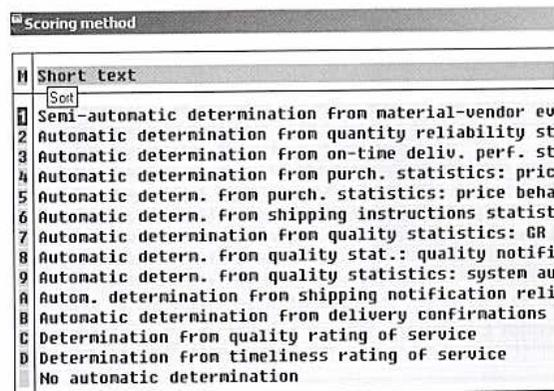 Scoring method
M Short text
Sort
1 Semi-automatic determination from material-vendor ev
2 Automatic determination from quantity reliability st
3 Automatic determination from on-time deliv. perf. st
4 Automatic determination from purch. statistics: pric
5 Automatic determ. from purch. statistics: price beha
6 Automatic determ. from shipping instructions statist
7 Automatic determination from quality statistics: GR
8 Automatic determ. from quality stat.: quality notifi
9 Automatic determ. from quality statistics: system au
A Autom. determination from shipping notification reli
B Automatic determination from delivery confirmations
C Determination from quality rating of service
D Determination from timeliness rating of service
No automatic determination